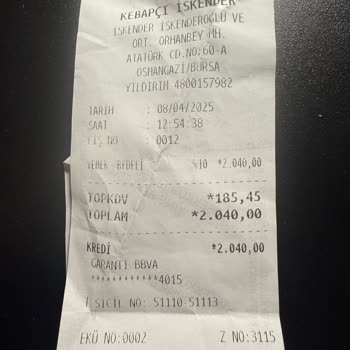 KEBAPÇI İSKENDER
İSKENDER İSKENDEROĞLU VE
ORT. ORHANBEY MH.
ATATÜRK CD.NO:60-A
OSMANGAZİ/BURSA
YILDIRIM 4800157982
TARİH : 08/04/2025
SAAT : 12:54:38
FİŞ NO : 0012
YEMEK BEDELİ %10 *2.040,00
TOPKDV *185,45
TOPLAM *2.040,00
KREDİ *2.040,00
GARANTİ BBVA
************4015
İŞ SİCİL NO: 51110-51113
EKÜ NO:0002 Z NO:3115